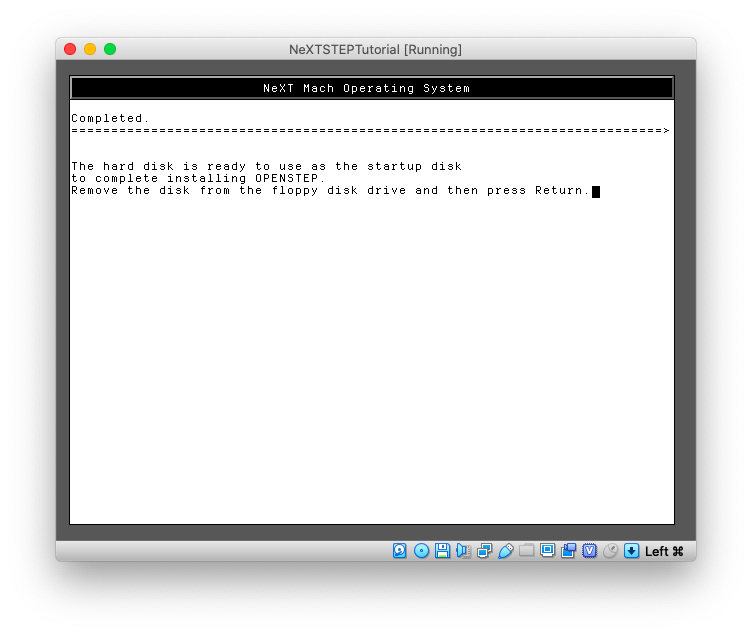 NeXTSTEPTutorial [Running]
NeXT Mach Operating System
Completed.
==========================================================================>
The hard disk is ready to use as the startup disk
to complete installing OPENSTEP.
Remove the disk from the floppy disk drive and then press Return.
Left ⌘